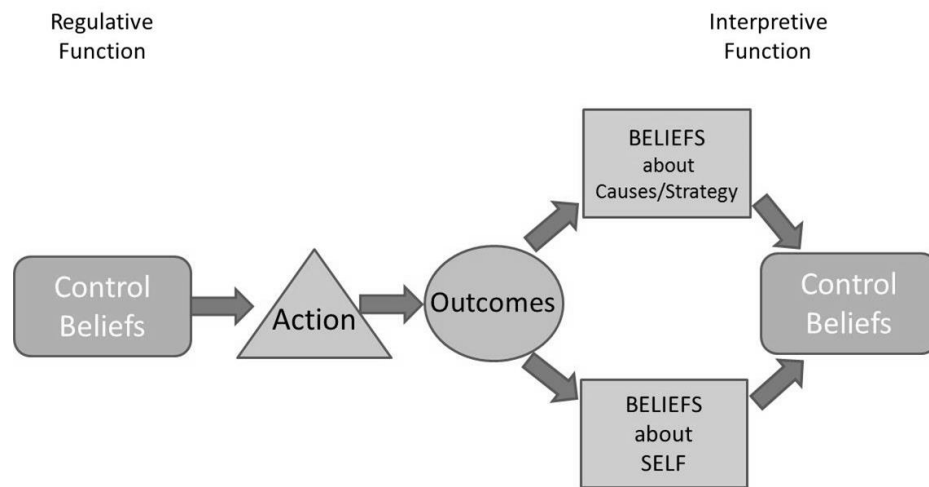 Regulative
Function
Interpretive
Function
BELIEFS
about
Causes/Strategy
Control
Beliefs
Action
Outcomes
Control
Beliefs
BELIEFS
about
SELF